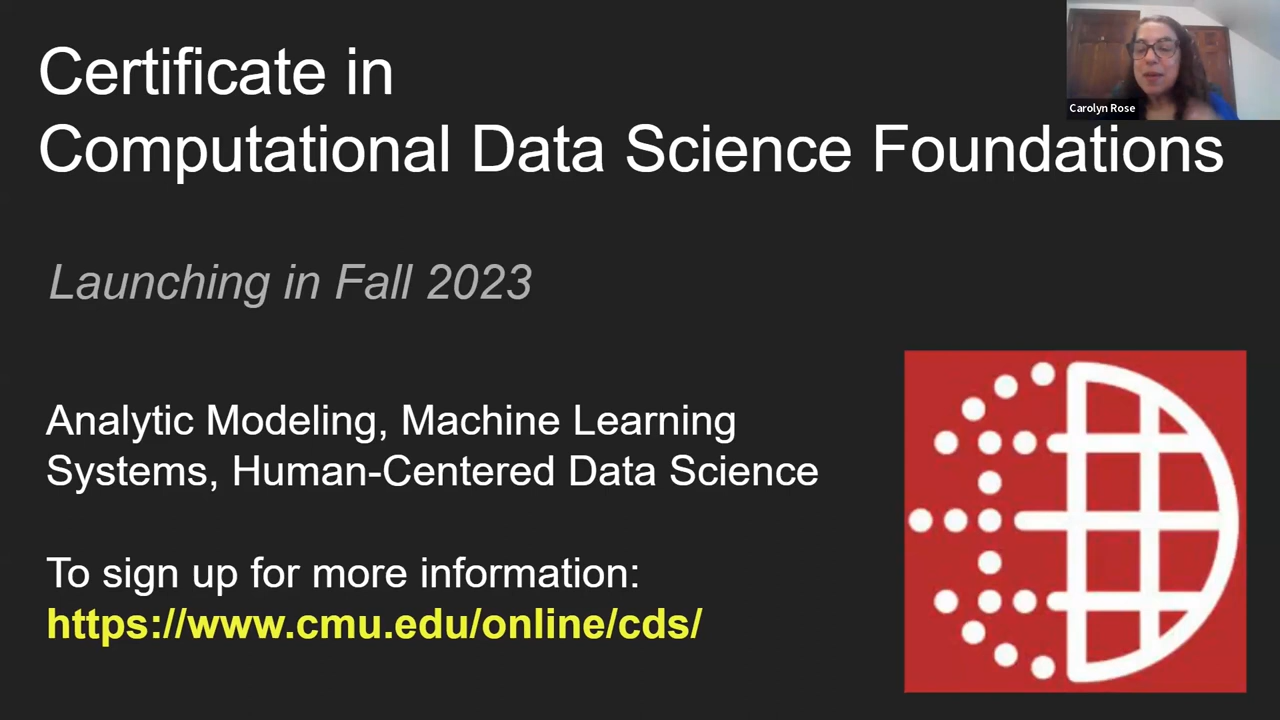 Certificate in
Computational Data Science Foundations
Carolyn Rose
Launching in Fall 2023
Analytic Modeling, Machine Learning
Systems, Human-Centered Data Science
To sign up for more information:
https://www.cmu.edu/online/cds/